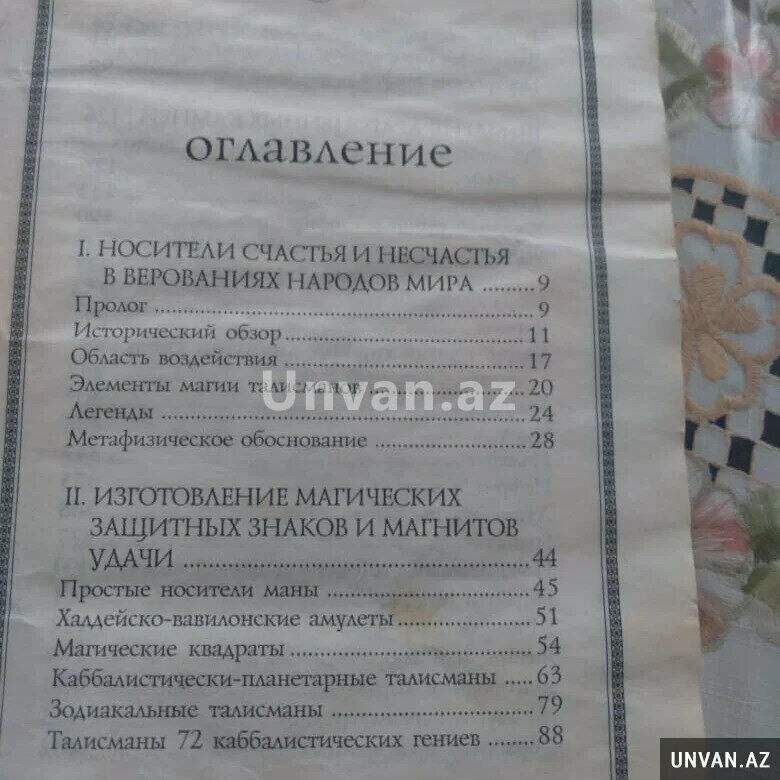 оглавление
I. НОСИТЕЛИ СЧАСТЬЯ И НЕСЧАСТЬЯ
В ВЕРОВАНИЯХ НАРОДОВ МИРА ......... 9
Пролог ............ 9
Исторический обзор ............ 11
Область воздействия ............ 17
Элементы магии талисманов ............ 20
Легенды ............ 24
Метафизическое обоснование ............ 28
Unvan.az
II. ИЗГОТОВЛЕНИЕ МАГИЧЕСКИХ
ЗАЩИТНЫХ ЗНАКОВ И МАГНИТОВ
УДАЧИ ............ 44
Простые носители маны ............ 45
Халдейско-вавилонские амулеты ............ 51
Магические квадраты ............ 54
Каббалистически-планетарные талисманы ..... 63
Зодиакальные талисманы ............ 79
Талисманы 72 каббалистических гениев ........ 88
UNVAN.AZ